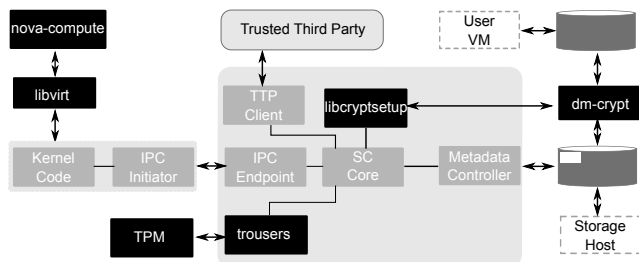 nova-compute
Trusted Third Party
User
VM
libvirt
TTP
Client
libcryptsetup
dm-crypt
Kernel
Code
IPC
Initiator
IPC
Endpoint
SC
Core
Metadata
Controller
TPM
trousers
Storage
Host